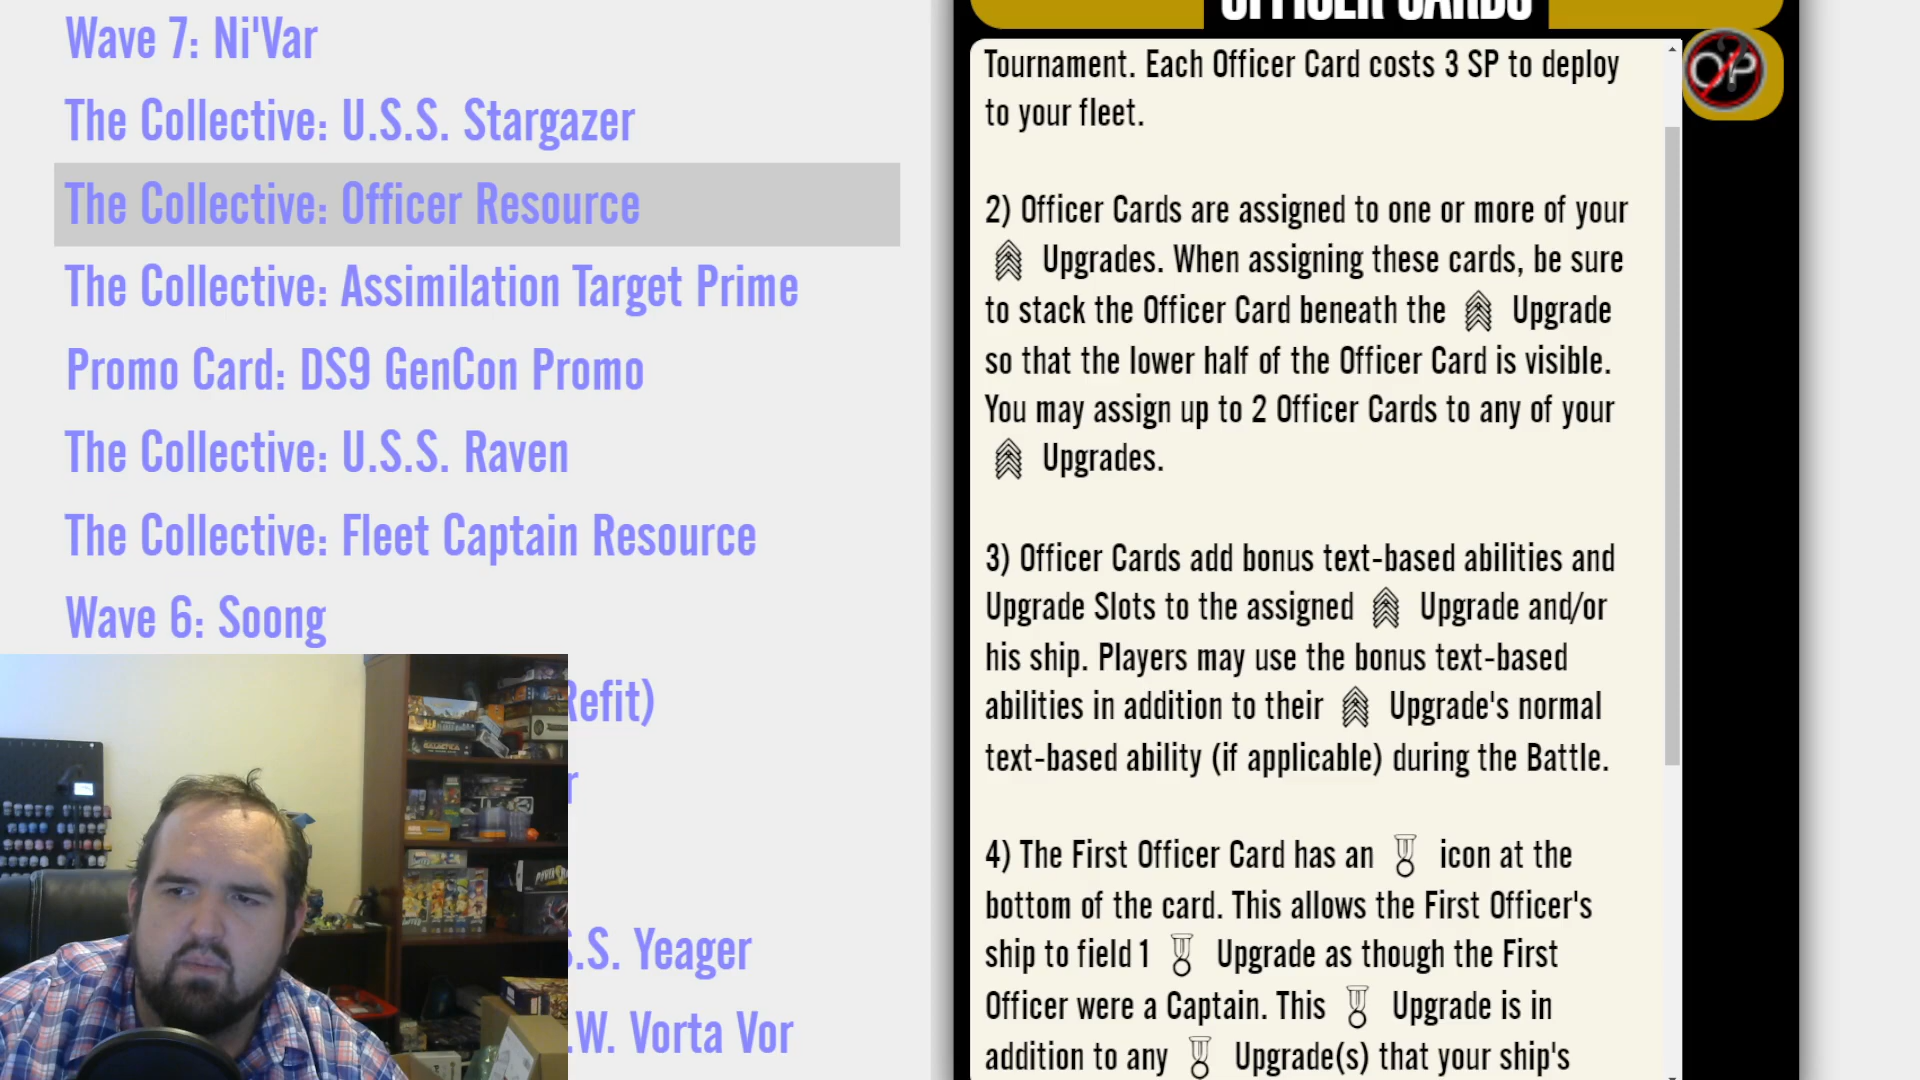 Wave 7: Ni'Var
The Collective: U.S.S. Stargazer
The Collective: Officer Resource
The Collective: Assimilation Target Prime
Promo Card: DS9 GenCon Promo
The Collective: U.S.S. Raven
The Collective: Fleet Captain Resource
Wave 6: Soong
Refit)
r
.S. Yeager
.W. Vorta Vor
OFFICER CARDS
OP
Tournament. Each Officer Card costs 3 SP to deploy
to your fleet.
2) Officer Cards are assigned to one or more of your
Upgrades. When assigning these cards, be sure
to stack the Officer Card beneath the Upgrade
so that the lower half of the Officer Card is visible.
You may assign up to 2 Officer Cards to any of your
Upgrades.
3) Officer Cards add bonus text-based abilities and
Upgrade Slots to the assigned Upgrade and/or
his ship. Players may use the bonus text-based
abilities in addition to their Upgrade's normal
text-based ability (if applicable) during the Battle.
4) The First Officer Card has an icon at the
bottom of the card. This allows the First Officer's
ship to field 1 Upgrade as though the First
Officer were a Captain. This Upgrade is in
addition to any Upgrade(s) that your ship's